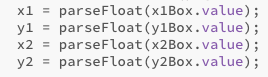 x1 = parseFloat(x1Box.value);
y1 = parseFloat(y1Box.value);
x2 = parseFloat(x2Box.value);
y2 = parseFloat(y2Box.value);